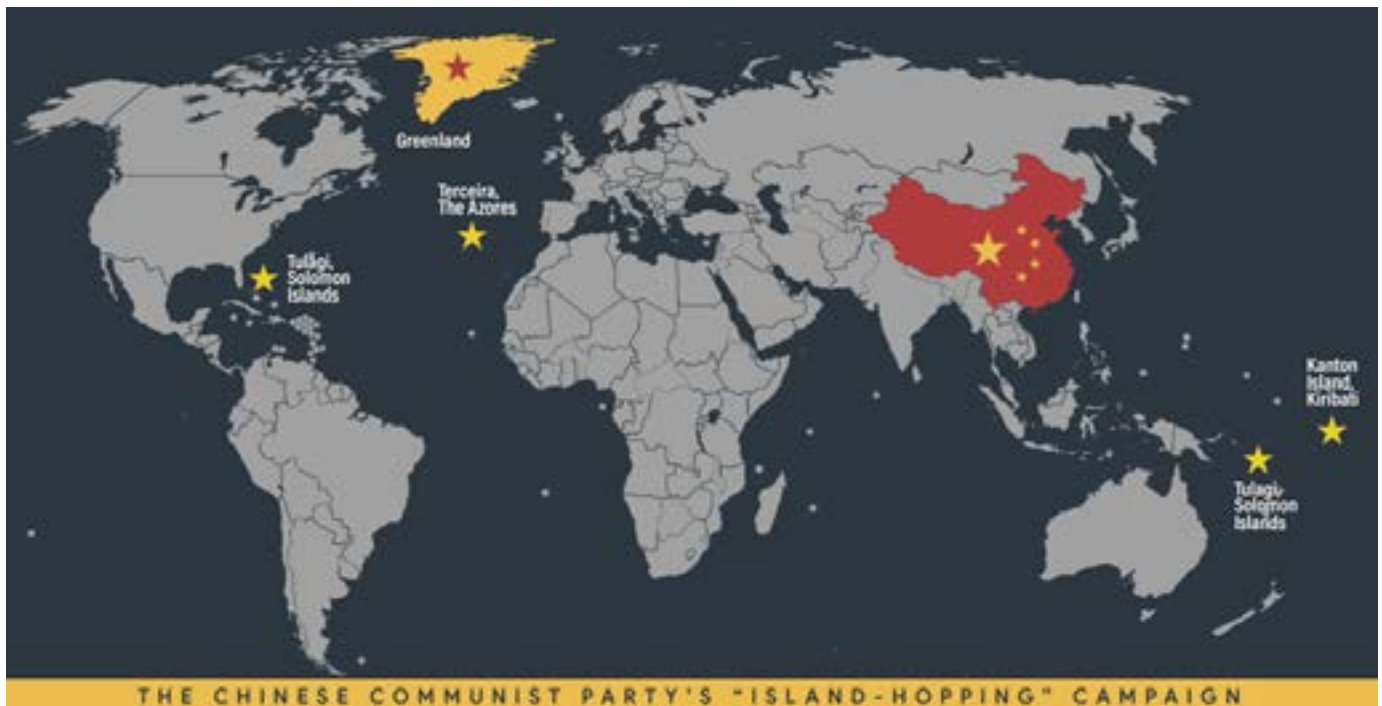 Greenland
Terceira,
The Azores
Tulagi,
Solomon
Islands
Kanton
Island,
Kiribati
Tulagi,
Solomon
Islands
THE CHINESE COMMUNIST PARTY'S "ISLAND-HOPPING" CAMPAIGN